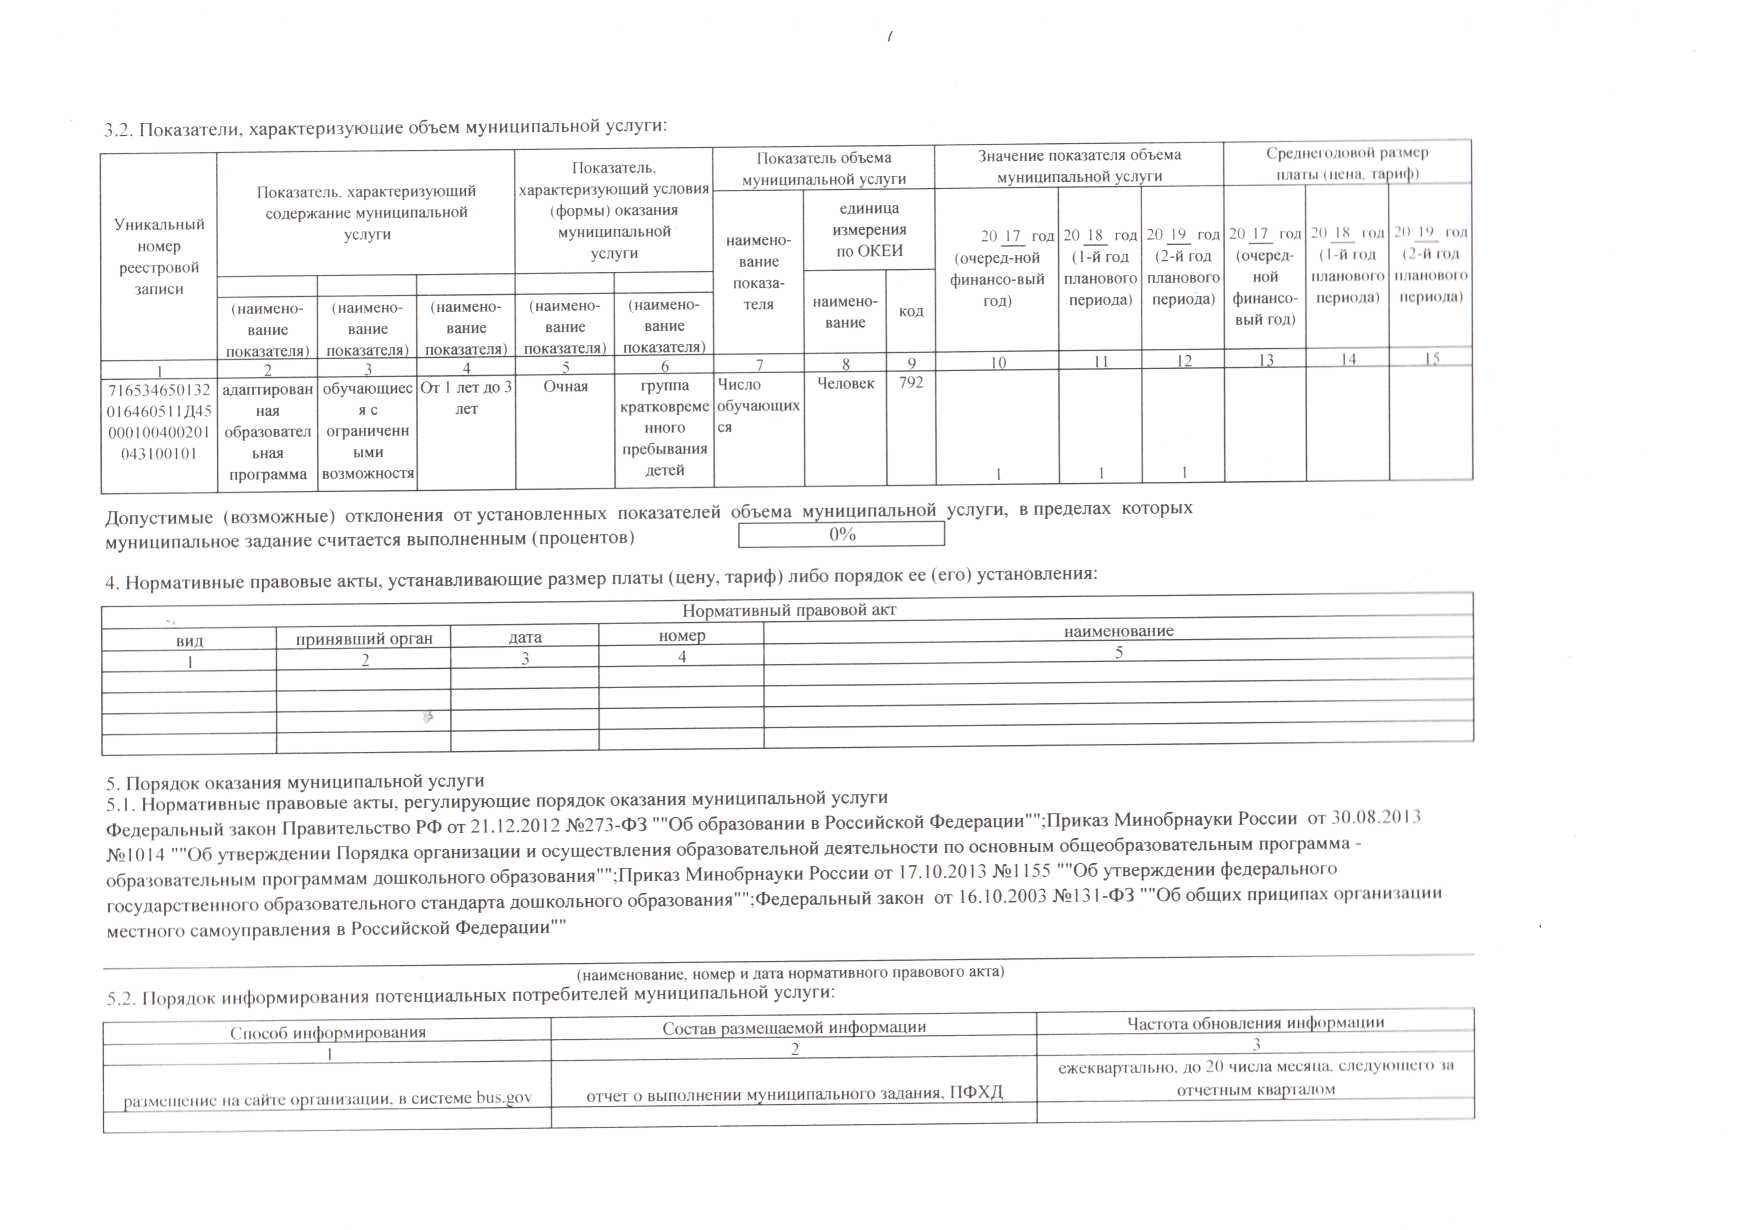 3.2. Показатели, характеризующие объем муниципальной услуги:
Уникальный
номер
реестровой
записи
Показатель, характеризующий
содержание муниципальной
услуги
Показатель,
характеризующий условия
(формы) оказания
муниципальной
услуги
Показатель объема
муниципальной услуги
Значение показателя объема
муниципальной услуги
Среднегодовой размер
платы (цена, тариф)
наимено-
вание
показа-
теля
единица
измерения
по ОКЕИ
20 17 год
(очеред-ной
финансо-вый
год)
20 18 год
(1-й год
планового
периода)
20 19 год
(2-й год
планового
периода)
20 17 год
(очеред-
ной
финансо-
вый год)
20 18 год
(1-й год
планового
периода)
20 19 год
(2-й год
планового
периода)
(наимено-
вание
показателя)
(наимено-
вание
показателя)
(наимено-
вание
показателя)
(наимено-
вание
показателя)
(наимено-
вание
показателя)
наимено-
вание
код
1 2 3 4 5 6 7 8 9 10 11 12 13 14 15
716534650132
016460511Д45
000100400201
043100101
адаптирован
ная
образовател
ьная
программа
обучающиес
я с
ограниченн
ыми
возможностя
От 1 лет до 3
лет
Очная
группа
кратковреме
нного
пребывания
детей
Число
обучающих
ся
Человек
792
1
1
1
Допустимые (возможные) отклонения от установленных показателей объема муниципальной услуги, в пределах которых
муниципальное задание считается выполненным (процентов) 0%
4. Нормативные правовые акты, устанавливающие размер платы (цену, тариф) либо порядок ее (его) установления:
Нормативный правовой акт
вид принявший орган дата номер наименование
1 2 3 4 5
5. Порядок оказания муниципальной услуги
5.1. Нормативные правовые акты, регулирующие порядок оказания муниципальной услуги
Федеральный закон Правительство РФ от 21.12.2012 №273-ФЗ ""Об образовании в Российской Федерации"";Приказ Минобрнауки России от 30.08.2013
№1014 ""Об утверждении Порядка организации и осуществления образовательной деятельности по основным общеобразовательным программа -
образовательным программам дошкольного образования"";Приказ Минобрнауки России от 17.10.2013 №1155 ""Об утверждении федерального
государственного образовательного стандарта дошкольного образования"";Федеральный закон от 16.10.2003 №131-ФЗ ""Об общих приципах организации
местного самоуправления в Российской Федерации""
(наименование, номер и дата нормативного правового акта)
5.2. Порядок информирования потенциальных потребителей муниципальной услуги:
Способ информирования Состав размещаемой информации Частота обновления информации
1 2 3
размещение на сайте организации, в системе bus.gov
отчет о выполнении муниципального задания, ПФХД
ежеквартально, до 20 числа месяца, следующего за
отчетным кварталом